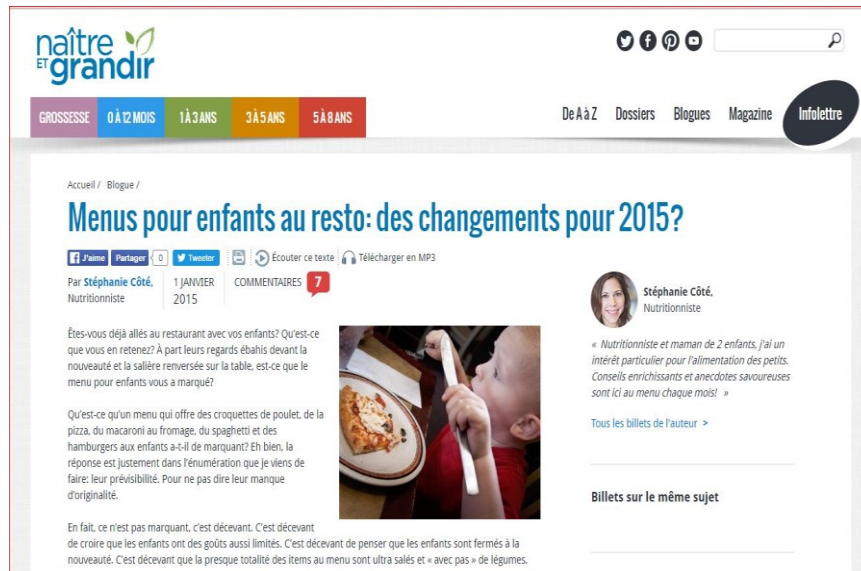 naître
ET grandir
GROSSESSE
0 À 12 MOIS
1 À 3 ANS
3 À 5 ANS
5 À 8 ANS
De A à Z
Dossiers
Blogues
Magazine
Infolettre
Accueil / Blogue /
Menus pour enfants au resto: des changements pour 2015?
J'aime
Partager
0
Tweeter
Écouter ce texte
Télécharger en MP3
Par Stéphanie Côté,
Nutritionniste
1 JANVIER
2015
COMMENTAIRES 7
Êtes-vous déjà allés au restaurant avec vos enfants? Qu'est-ce
que vous en retenez? À part leurs regards ébahis devant la
nouveauté et la salière renversée sur la table, est-ce que le
menu pour enfants vous a marqué?
Qu'est-ce qu'un menu qui offre des croquettes de poulet, de la
pizza, du macaroni au fromage, du spaghetti et des
hamburgers aux enfants a-t-il de marquant? Eh bien, la
réponse est justement dans l'énumération que je viens de
faire: leur prévisibilité. Pour ne pas dire leur manque
d'originalité.
En fait, ce n'est pas marquant, c'est décevant. C'est décevant
de croire que les enfants ont des goûts aussi limités. C'est décevant de penser que les enfants sont fermés à la
nouveauté. C'est décevant que la presque totalité des items au menu sont ultra salés et « avec pas » de légumes.
Stéphanie Côté,
Nutritionniste
« Nutritionniste et maman de 2 enfants, j'ai un
intérêt particulier pour l'alimentation des petits.
Conseils enrichissants et anecdotes savoureuses
sont ici au menu chaque mois! »
Tous les billets de l'auteur >
Billets sur le même sujet